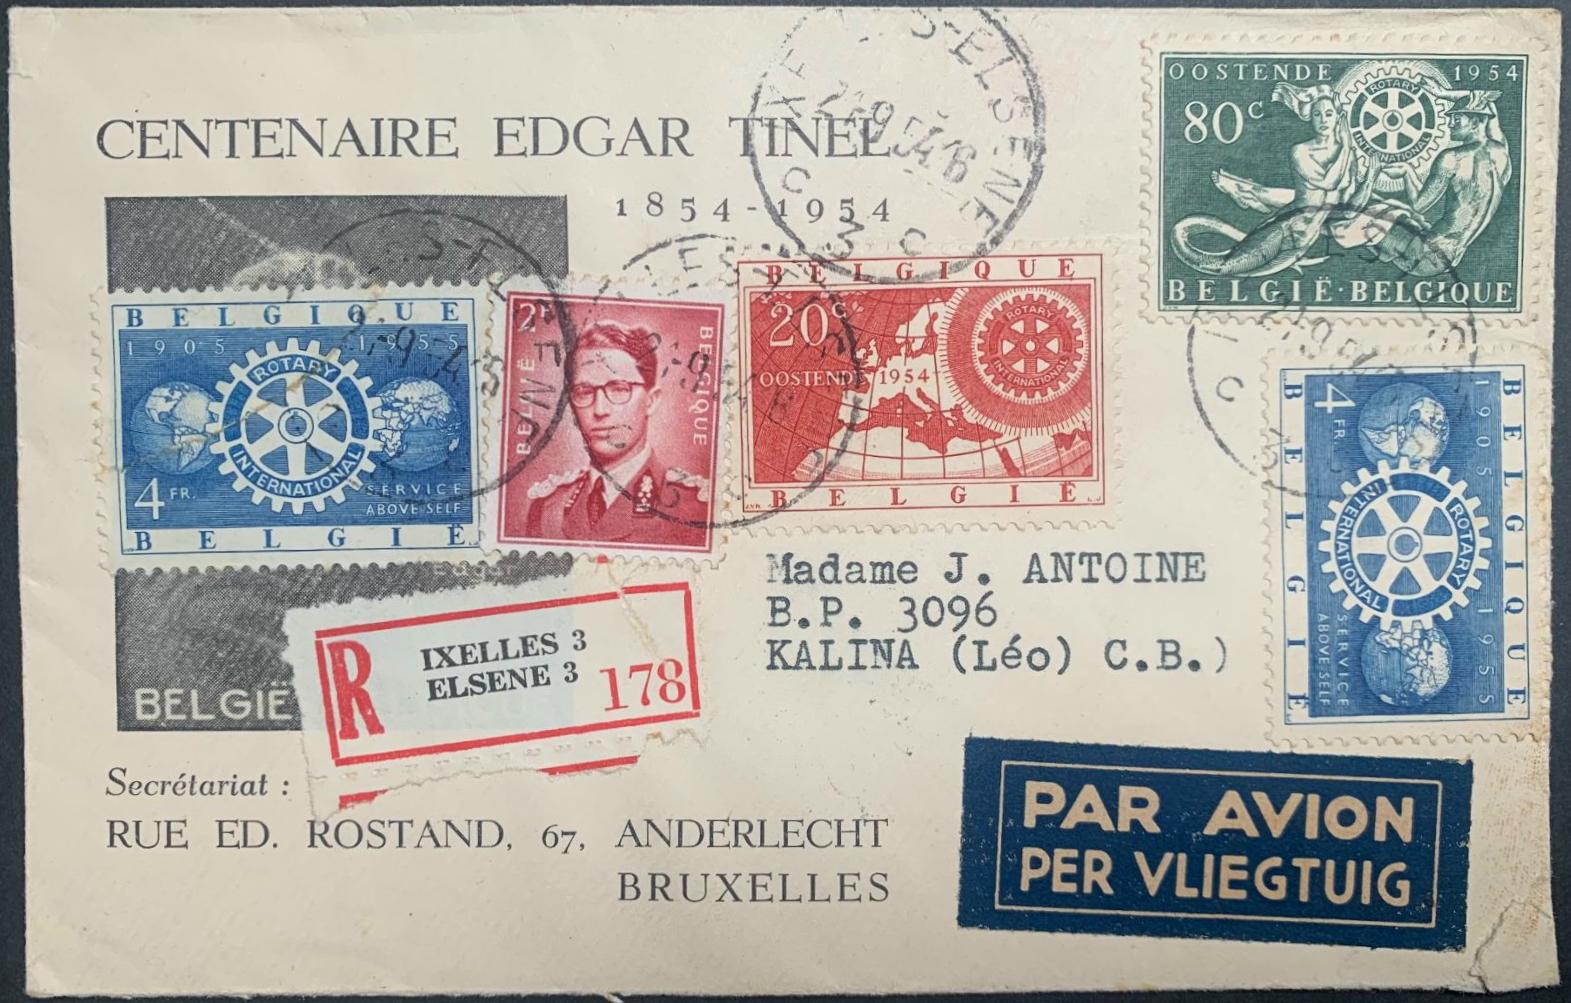 CENTENAIRE EDGAR TINEL
1854-1954
OOSTENDE 1954
80c
ROTARY
INTERNATIONAL
BELGIË·BELGIQUE
BELGIQUE
1905 1955
ROTARY
INTERNATIONAL
4 FR.
SERVICE
ABOVE SELF
BELGIË
2F
BELGIË
BELGIQUE
BELGIQUE
20c
OOSTENDE 1954
ROTARY
INTERNATIONAL
BELGIË
BELGIQUE
1905 1955
4 FR.
ROTARY
INTERNATIONAL
SERVICE
ABOVE SELF
BELGIË
Madame J. ANTOINE
B.P. 3096
KALINA (Léo) C.B.)
BELGIË
R
IXELLES 3
ELSENE 3
178
Secrétariat :
RUE ED. ROSTAND, 67, ANDERLECHT
BRUXELLES
PAR AVION
PER VLIEGTUIG